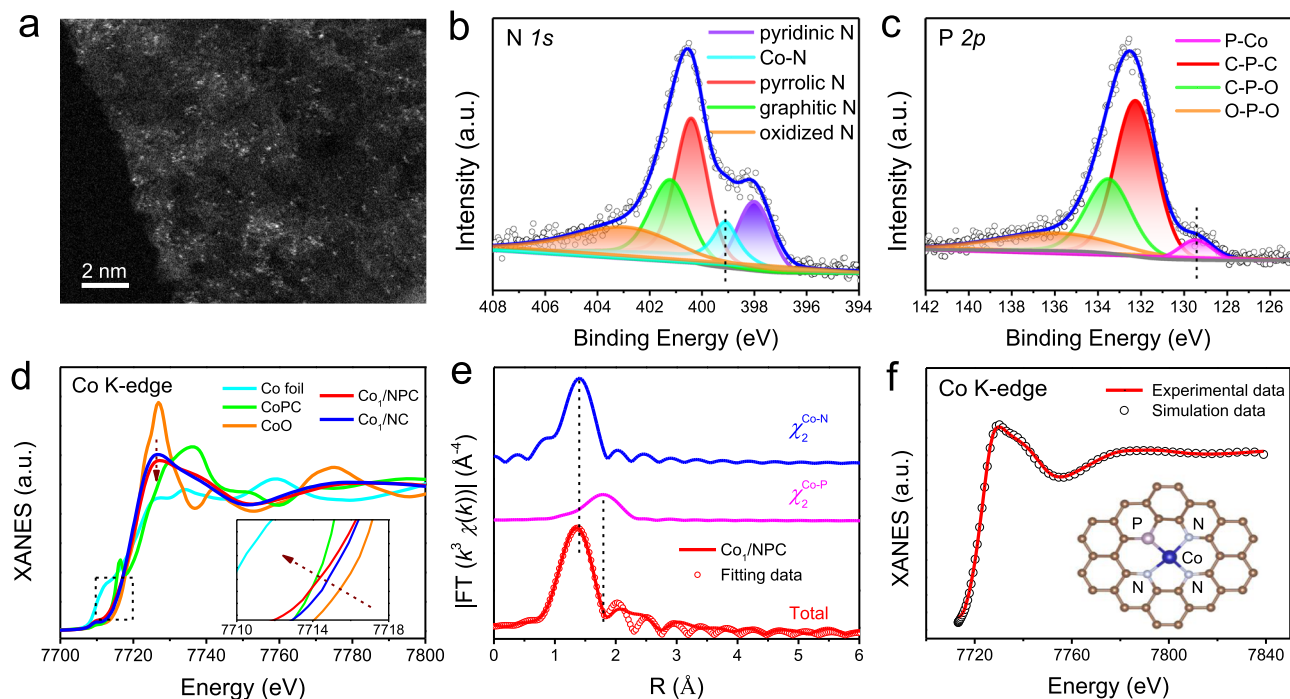 a
2 nm
b
N 1s
pyridinic N
Co-N
pyrrolic N
graphitic N
oxidized N
Intensity (a.u.)
408 406 404 402 400 398 396 394
Binding Energy (eV)
c
P 2p
P-Co
C-P-C
C-P-O
O-P-O
Intensity (a.u.)
142 140 138 136 134 132 130 128 126
Binding Energy (eV)
d
Co K-edge
Co foil
CoPC
CoO
Co₁/NPC
Co₁/NC
XANES (a.u.)
7710 7714 7718
7700 7720 7740 7760 7780 7800
Energy (eV)
e
χ₂^Co-N
χ₂^Co-P
Co₁/NPC
Fitting data
Total
|FT (k³ χ(k))| (Å⁻⁴)
0 1 2 3 4 5 6
R (Å)
f
Co K-edge
Experimental data
Simulation data
P N
Co
N N
XANES (a.u.)
7720 7760 7800 7840
Energy (eV)